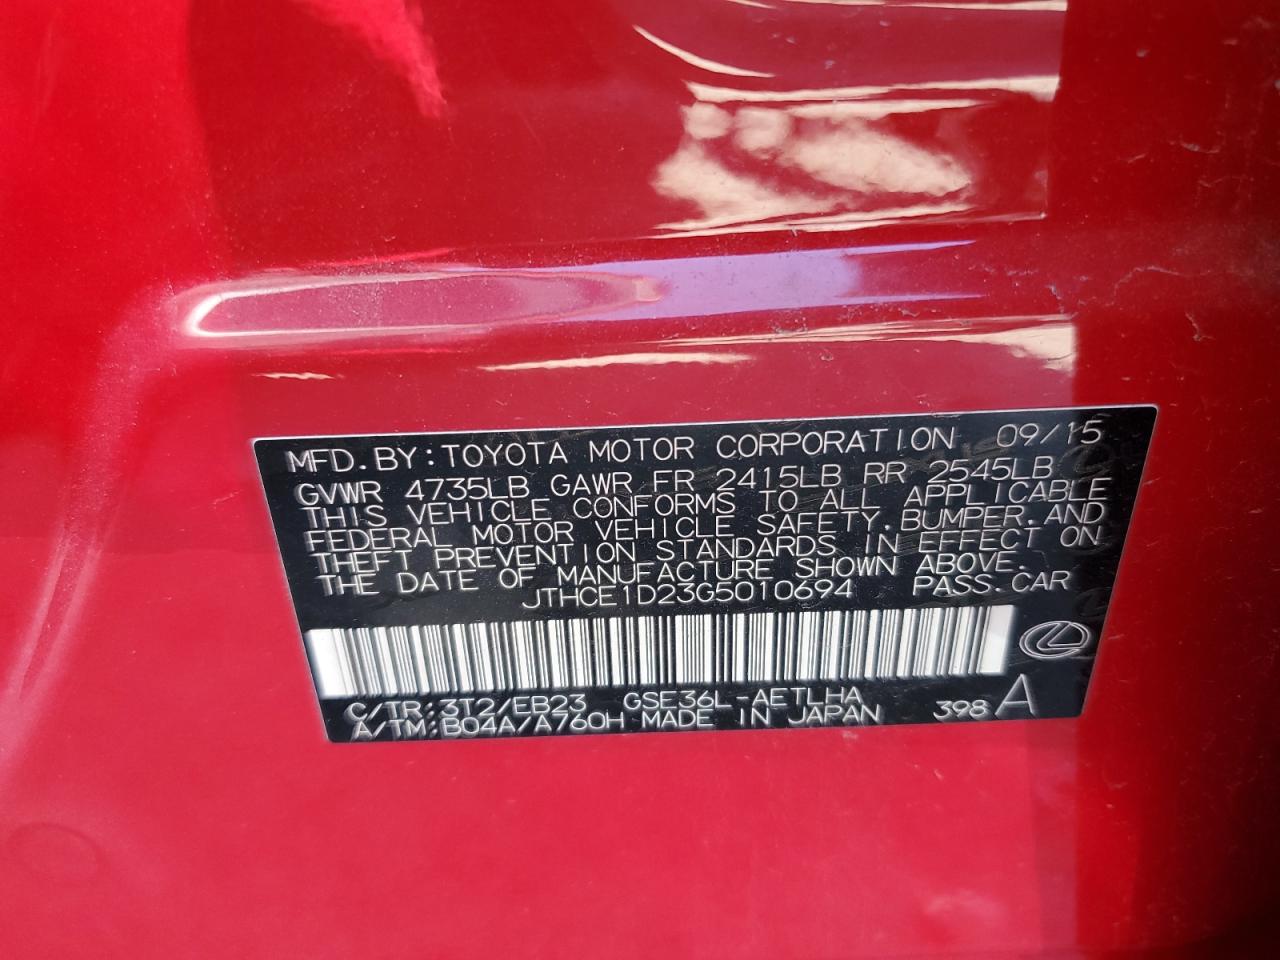 MFD.BY:TOYOTA MOTOR CORPORATION 09/15
GVWR 4735LB GAWR FR 2415LB RR 2545LB
THIS VEHICLE CONFORMS TO ALL APPLICABLE
FEDERAL MOTOR VEHICLE SAFETY, BUMPER, AND
THEFT PREVENTION STANDARDS IN EFFECT ON
THE DATE OF MANUFACTURE SHOWN ABOVE.
JTHCE1D23G5010694 PASS.CAR
C/TR:3T2/EB23 GSE36L-AETLHA
A/TM:B04A/A760H MADE IN JAPAN 398 A